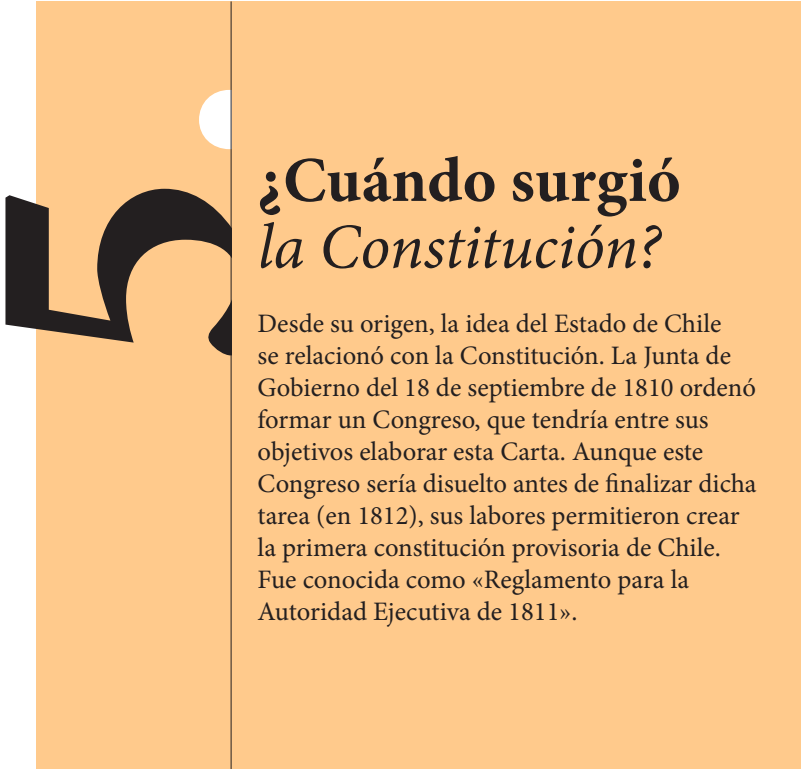 5
¿Cuándo surgió
la Constitución?
Desde su origen, la idea del Estado de Chile
se relacionó con la Constitución. La Junta de
Gobierno del 18 de septiembre de 1810 ordenó
formar un Congreso, que tendría entre sus
objetivos elaborar esta Carta. Aunque este
Congreso sería disuelto antes de finalizar dicha
tarea (en 1812), sus labores permitieron crear
la primera constitución provisoria de Chile.
Fue conocida como «Reglamento para la
Autoridad Ejecutiva de 1811».